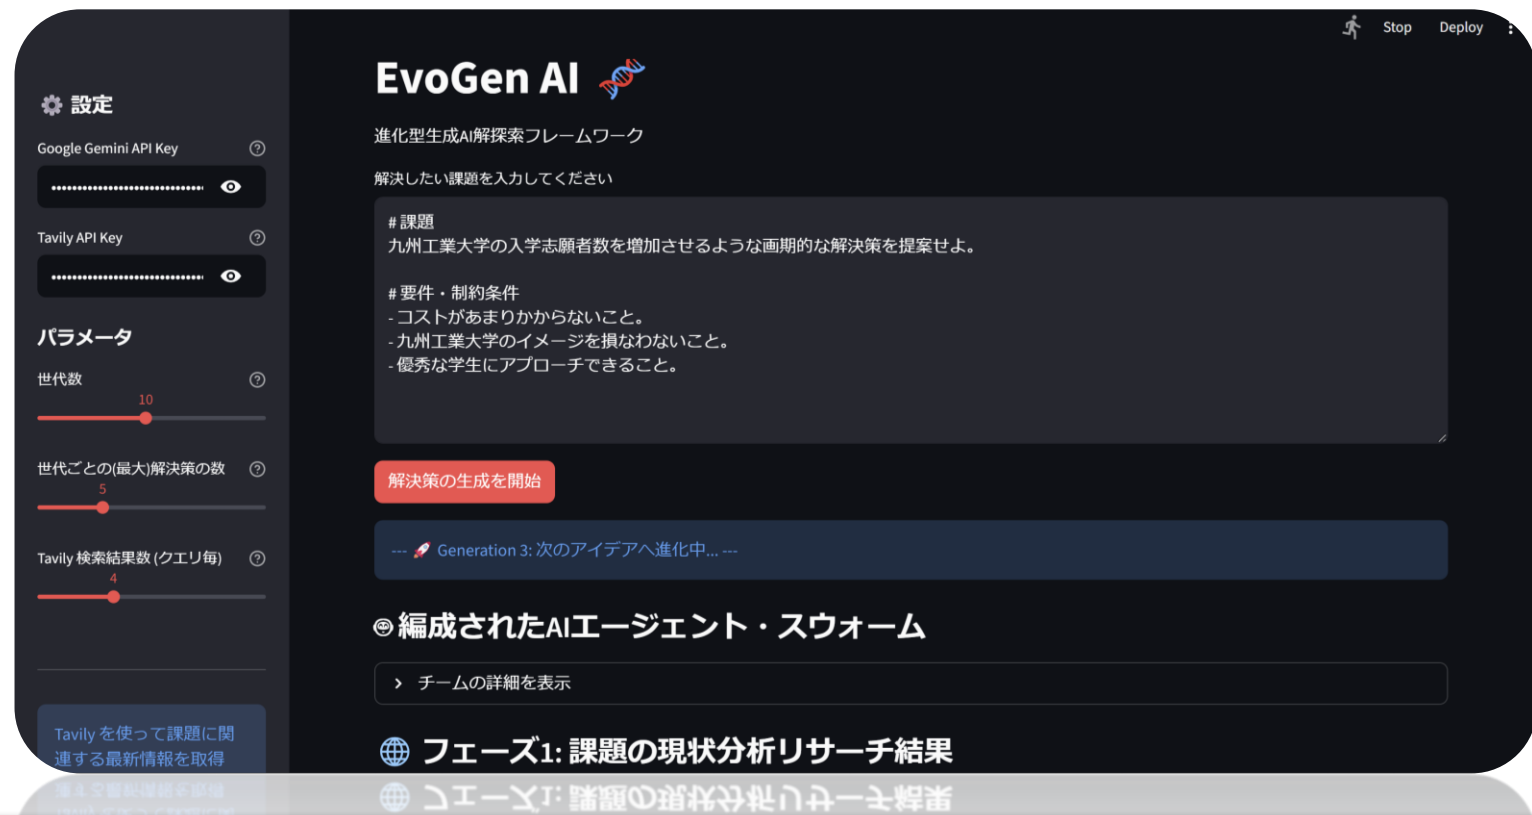 Stop Deploy
設定
Google Gemini API Key
Tavily API Key
パラメータ
世代数
10
世代ごとの(最大)解決策の数
5
Tavily 検索結果数 (クエリ毎)
4
Tavily を使って課題に関
連する最新情報を取得
EvoGen AI
進化型生成AI解探索フレームワーク
解決したい課題を入力してください
# 課題
九州工業大学の入学志願者数を増加させるような画期的な解決策を提案せよ。
# 要件・制約条件
- コストがあまりかからないこと。
- 九州工業大学のイメージを損なわないこと。
- 優秀な学生にアプローチできること。
解決策の生成を開始
--- 🚀 Generation 3: 次のアイデアへ進化中... ---
編成されたAIエージェント・スウォーム
チームの詳細を表示
フェーズ1: 課題の現状分析リサーチ結果